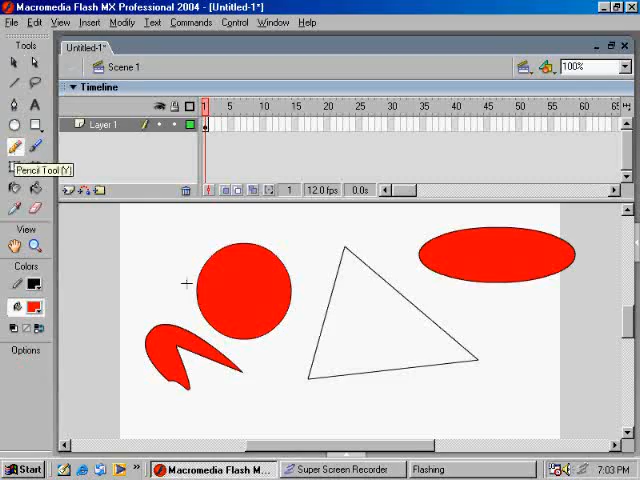 Macromedia Flash MX Professional 2004 - [Untitled-1*]
File Edit View Insert Modify Text Commands Control Window Help
Tools
Untitled-1*
Scene 1
100%
Timeline
1 5 10 15 20 25 30 35 40 45 50 55 60 65
Layer 1
Pencil Tool (Y)
1 12.0 fps 0.0s
View
Colors
Options
Start
Macromedia Flash M...
Super Screen Recorder
Flashing
7:03 PM